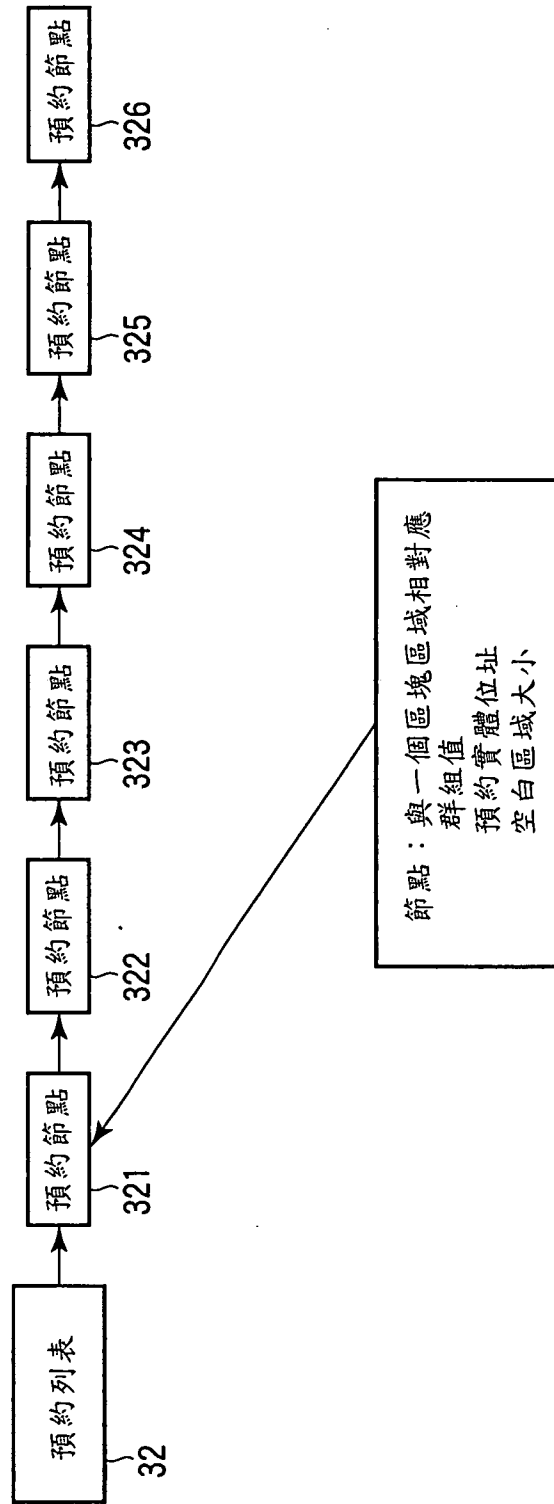 預約列表
32
預約節點
321
預約節點
322
預約節點
323
預約節點
324
預約節點
325
預約節點
326
節點：與一個區塊區域相對應
群組值
預約實體位址
空白區域大小